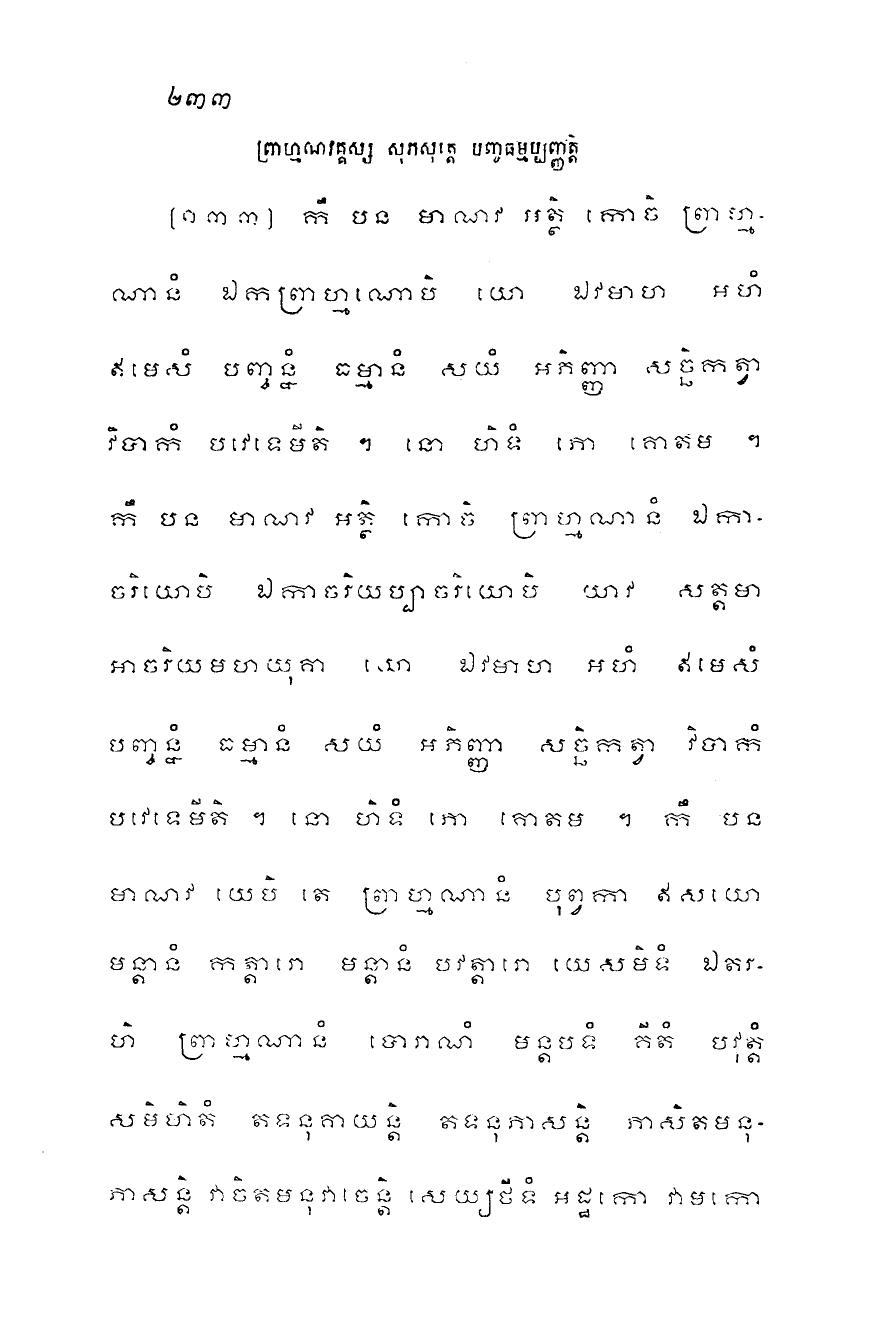 ២៣៣
ព្រាហ្មណវគ្គស្ស សុភសុត្តេ បញ្ចធម្មប្បញ្ញត្តិ
[១៣៣] កឹ បន មាណវ អត្ថិ កោចិ ព្រាហ្ម-
ណានំ ឯកព្រាហ្មណោបិ យោ ឯវមាហ អហំ
ឥមេសំ បញ្ចន្នំ ធម្មានំ សយំ អភិញ្ញា សច្ឆិកត្វា
វិបាកំ បវេទេមីតិ ។ នោ ហិទំ ភោ គោតម ។
កឹ បន មាណវ អត្ថិ កោចិ ព្រាហ្មណានំ ឯកា-
ចរិយោបិ ឯកាចរិយប្បាចរិយោបិ យាវ សត្តមា
អាចរិយមហយុគា យោ ឯវមាហ អហំ ឥមេសំ
បញ្ចន្នំ ធម្មានំ សយំ អភិញ្ញា សច្ឆិកត្វា វិបាកំ
បវេទេមីតិ ។ នោ ហិទំ ភោ គោតម ។ កឹ បន
មាណវ យេបិ តេ ព្រាហ្មណានំ បុព្វកា ឥសយោ
មន្តានំ កត្តារោ មន្តានំ បវត្តារោ យេសមិទំ ឯតរ-
ហិ ព្រាហ្មណានំ បោរាណំ មន្តបទំ គីតំ បវុត្តំ
សមិហិតំ តទនុគាយន្តិ តទនុភាសន្តិ ភាសិតមនុ-
ភាសន្តិ វាចិតមនុវាចេន្តិ សេយ្យថីទំ អដ្ឋកោ វាមកោ